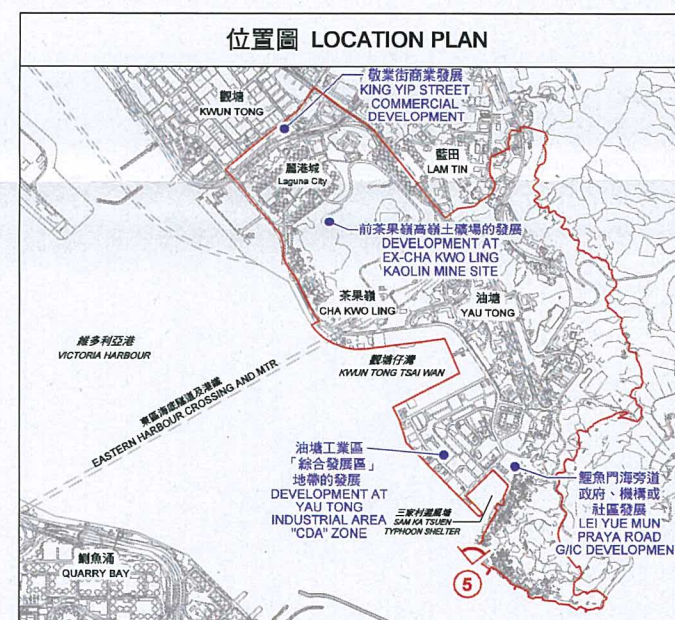 位置圖 LOCATION PLAN
敬業街商業發展
KING YIP STREET
COMMERCIAL
DEVELOPMENT
觀塘
KWUN TONG
藍田
LAM TIN
麗港城
Laguna City
前茶果嶺高嶺土礦場的發展
DEVELOPMENT AT
EX-CHA KWO LING
KAOLIN MINE SITE
茶果嶺
CHA KWO LING
油塘
YAU TONG
維多利亞港
VICTORIA HARBOUR
觀塘仔灣
KWUN TONG TSAI WAN
東區海底隧道及港鐵
EASTERN HARBOUR CROSSING AND MTR
油塘工業區
「綜合發展區」
地帶的發展
DEVELOPMENT AT
YAU TONG
INDUSTRIAL AREA
"CDA" ZONE
三家村避風塘
SAM KA TSUEN
TYPHOON SHELTER
鯉魚門海旁道
政府、機構或
社區發展
LEI YUE MUN
PRAYA ROAD
G/IC DEVELOPMEN
鰂魚涌
QUARRY BAY
5